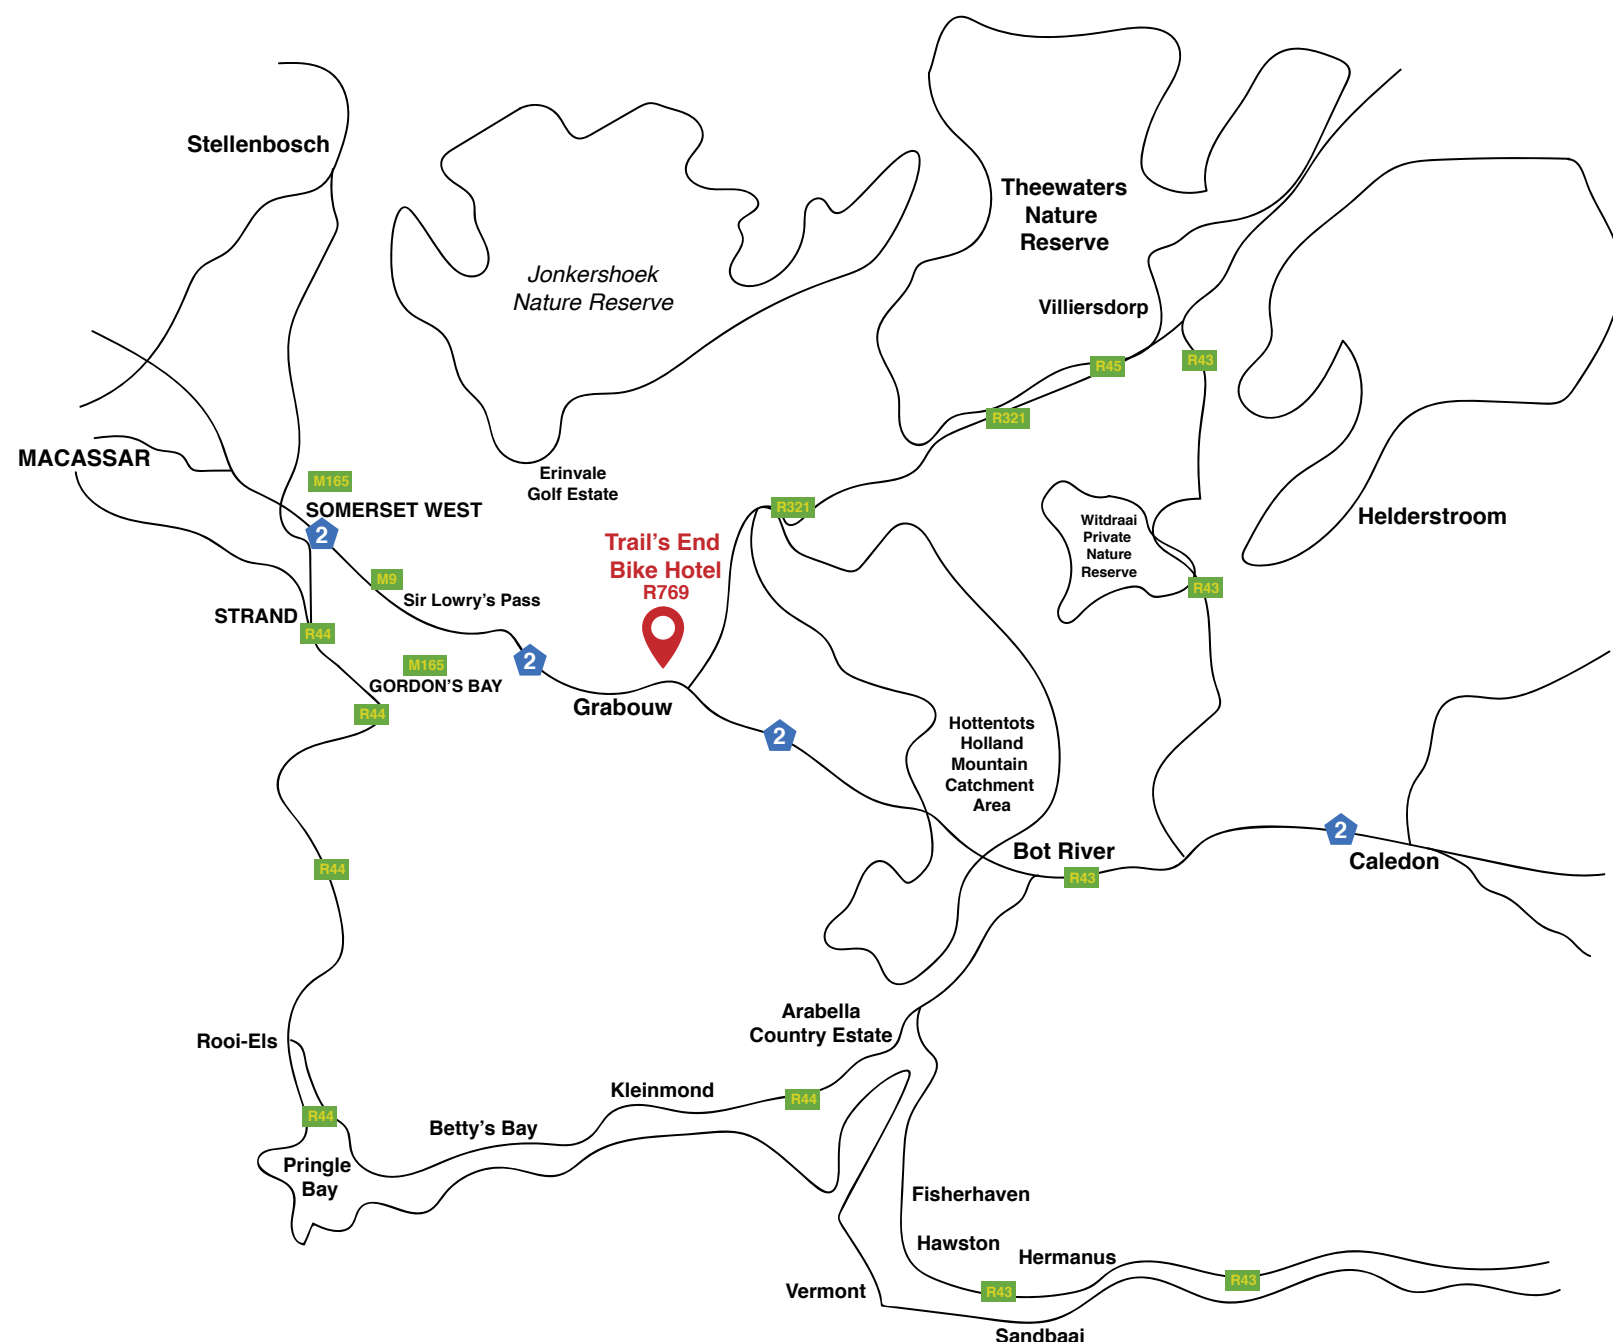 Stellenbosch
Theewaters
Nature
Reserve
Jonkershoek
Nature Reserve
Villiersdorp
R45
R43
R321
MACASSAR
M165
Erinvale
Golf Estate
SOMERSET WEST
2
R321
Witdraai
Private
Nature
Reserve
Helderstroom
Trail's End
Bike Hotel
R769
M9
Sir Lowry's Pass
R43
STRAND
R44
2
M165
GORDON'S BAY
R44
Grabouw
2
Hottentots
Holland
Mountain
Catchment
Area
2
Bot River
Caledon
R44
R43
Arabella
Country Estate
Rooi-Els
Kleinmond
R44
R44
Betty's Bay
Pringle
Bay
Fisherhaven
Hawston
Hermanus
R43
R43
Vermont
Sandbaai